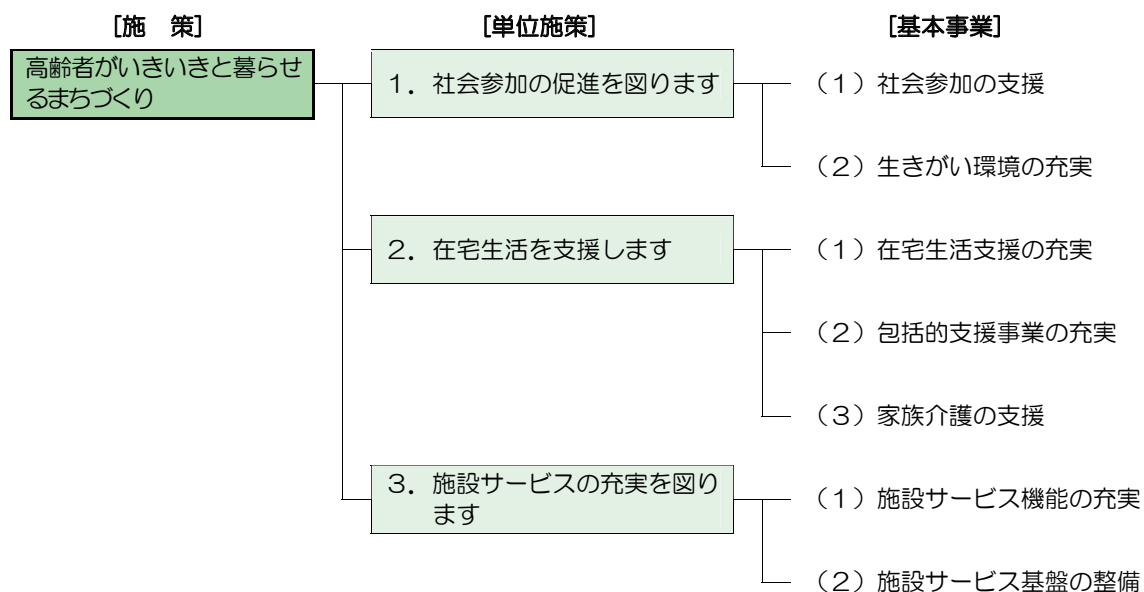 [施　策]
[単位施策]
[基本事業]
高齢者がいきいきと暮らせ
るまちづくり
１．社会参加の促進を図ります
（１）社会参加の支援
（２）生きがい環境の充実
２．在宅生活を支援します
（１）在宅生活支援の充実
（２）包括的支援事業の充実
（３）家族介護の支援
３．施設サービスの充実を図り
ます
（１）施設サービス機能の充実
（２）施設サービス基盤の整備